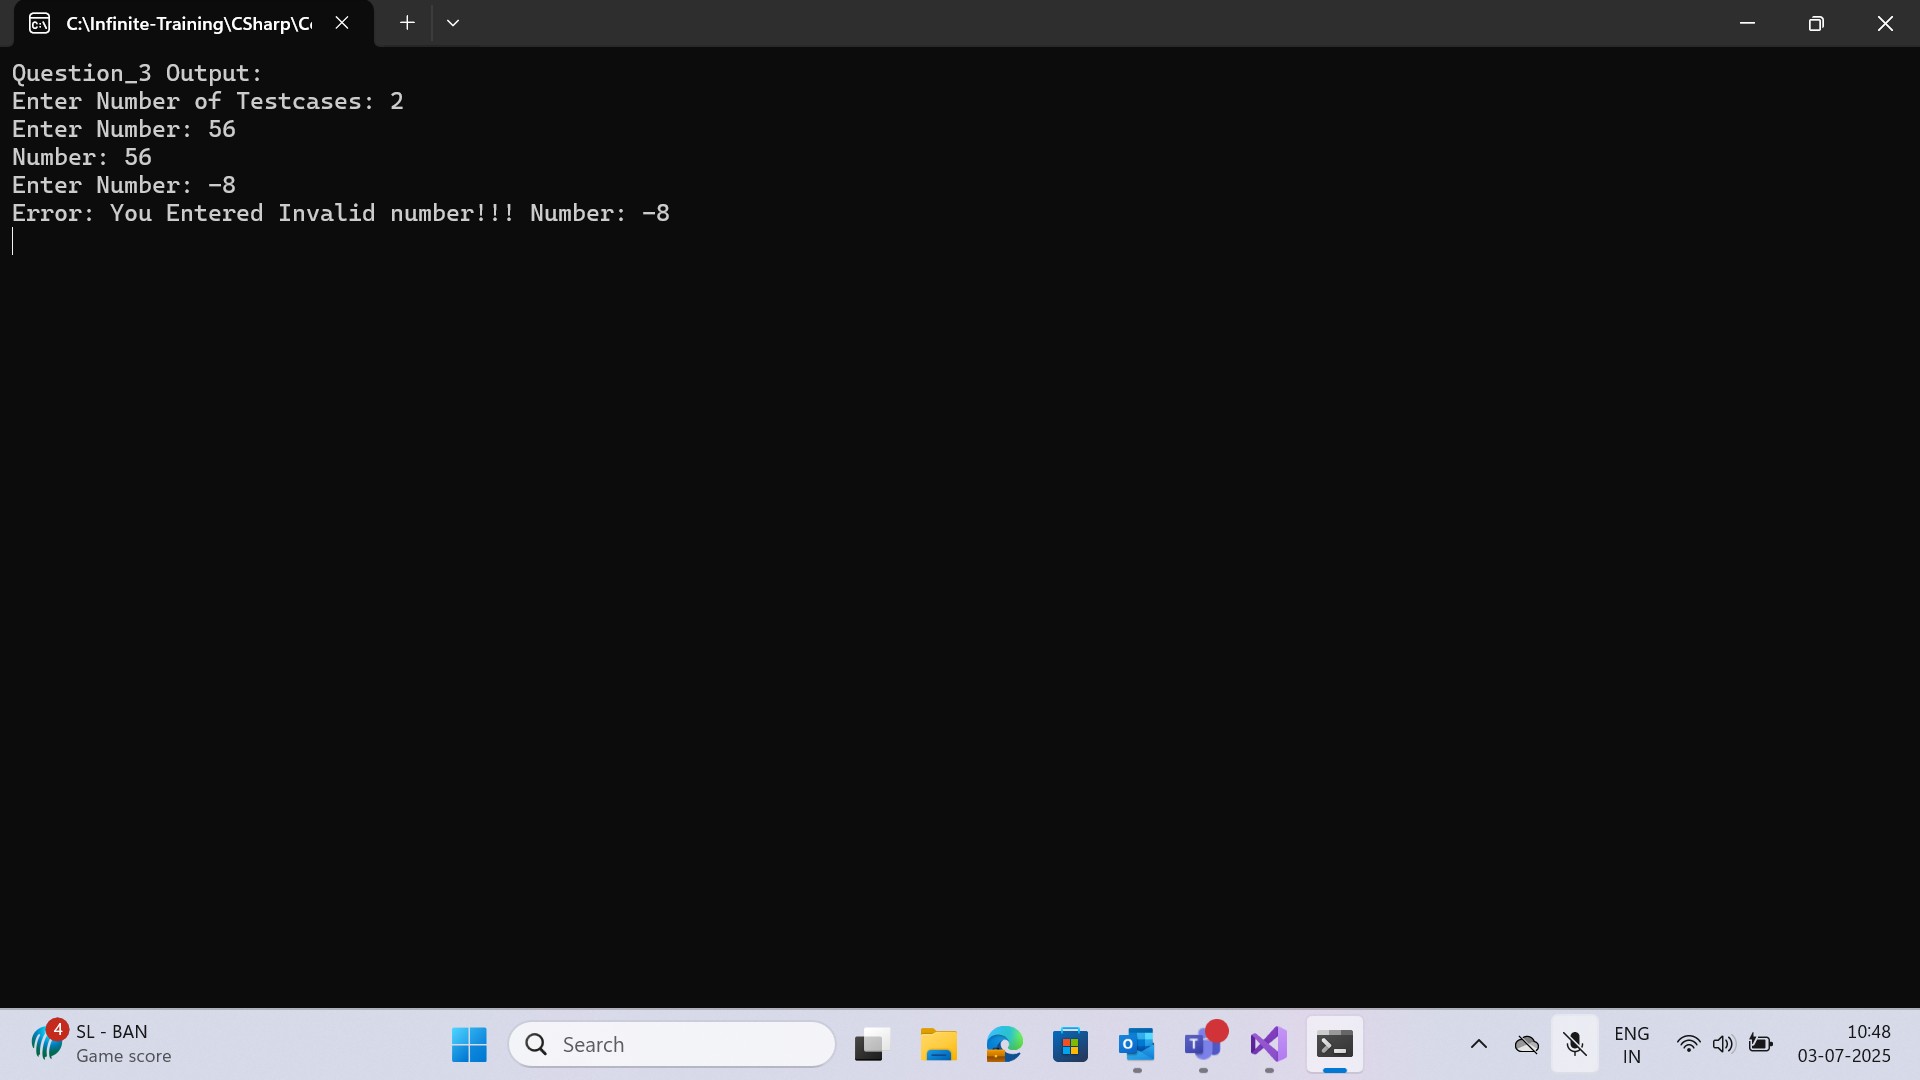 C:\Infinite-Training\CSharp\C
Question_3 Output:
Enter Number of Testcases: 2
Enter Number: 56
Number: 56
Enter Number: -8
Error: You Entered Invalid number!!! Number: -8
4
SL - BAN
Game score
Search
ENG
IN
10:48
03-07-2025